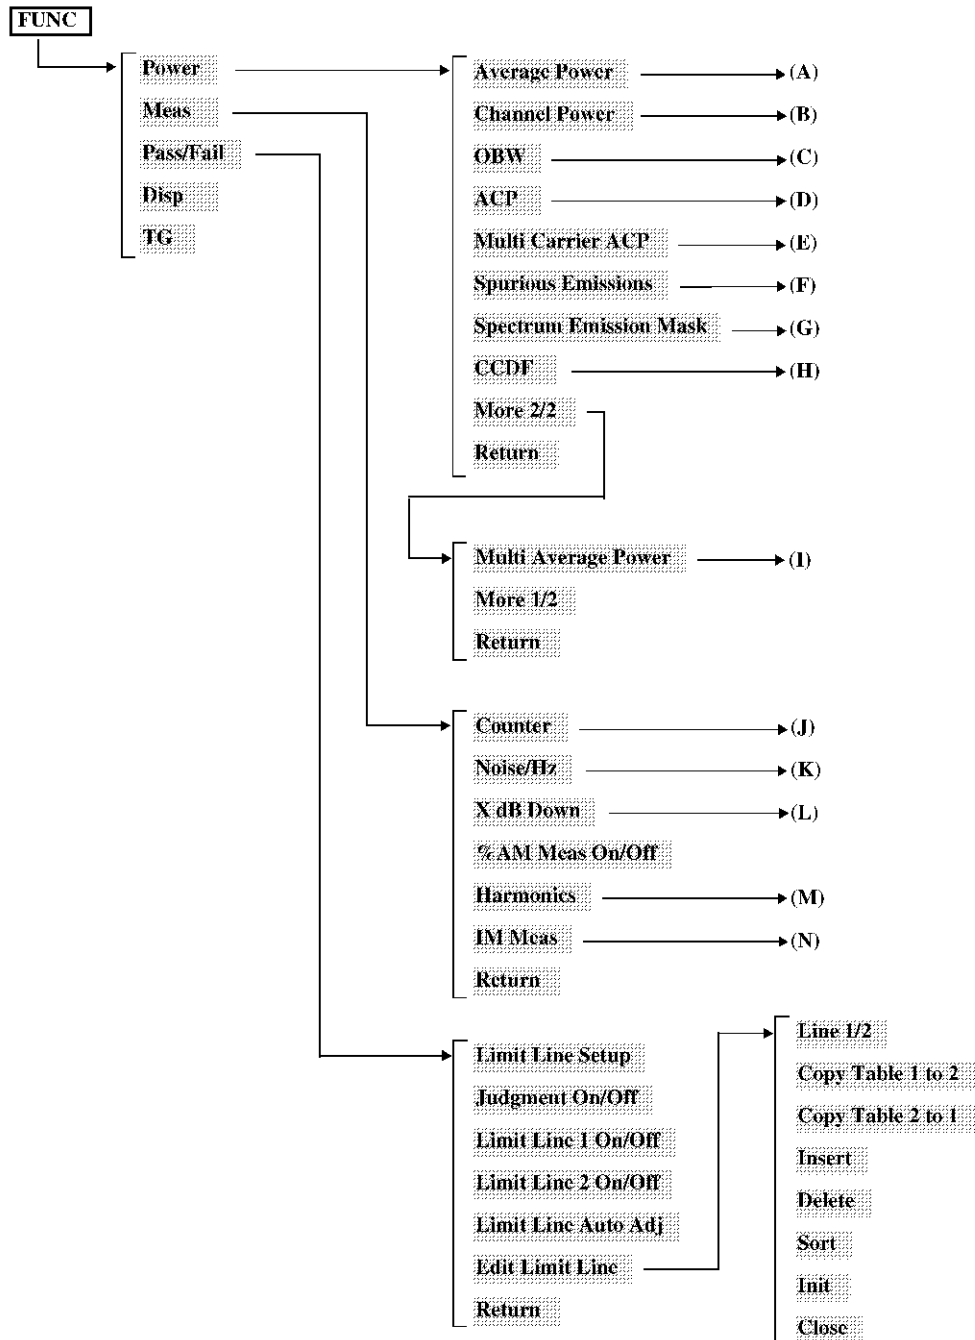 FUNC
Power
Meas
Pass/Fail
Disp
TG
Average Power (A)
Channel Power (B)
OBW (C)
ACP (D)
Multi Carrier ACP (E)
Spurious Emissions (F)
Spectrum Emission Mask (G)
CCDF (H)
More 2/2
Return
Multi Average Power (I)
More 1/2
Return
Counter (J)
Noise/Hz (K)
X dB Down (L)
%AM Meas On/Off
Harmonics (M)
IM Meas (N)
Return
Limit Line Setup
Judgment On/Off
Limit Line 1 On/Off
Limit Line 2 On/Off
Limit Line Auto Adj
Edit Limit Line
Return
Line 1/2
Copy Table 1 to 2
Copy Table 2 to 1
Insert
Delete
Sort
Init
Close